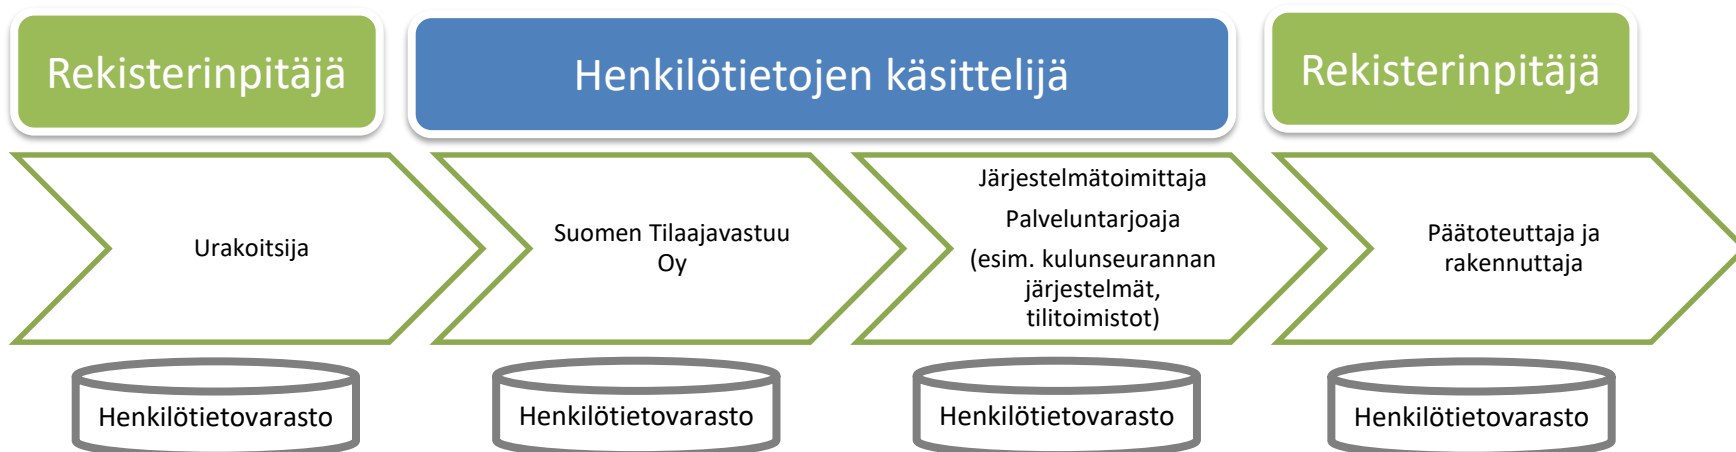 Rekisterinpitäjä
Henkilötietojen käsittelijä
Rekisterinpitäjä
Urakoitsija
Suomen Tilaajavastuu
Oy
Järjestelmätoimittaja
Palveluntarjoaja
(esim. kulunseurannan
järjestelmät,
tilitoimistot)
Päätoteuttaja ja
rakennuttaja
Henkilötietovarasto
Henkilötietovarasto
Henkilötietovarasto
Henkilötietovarasto